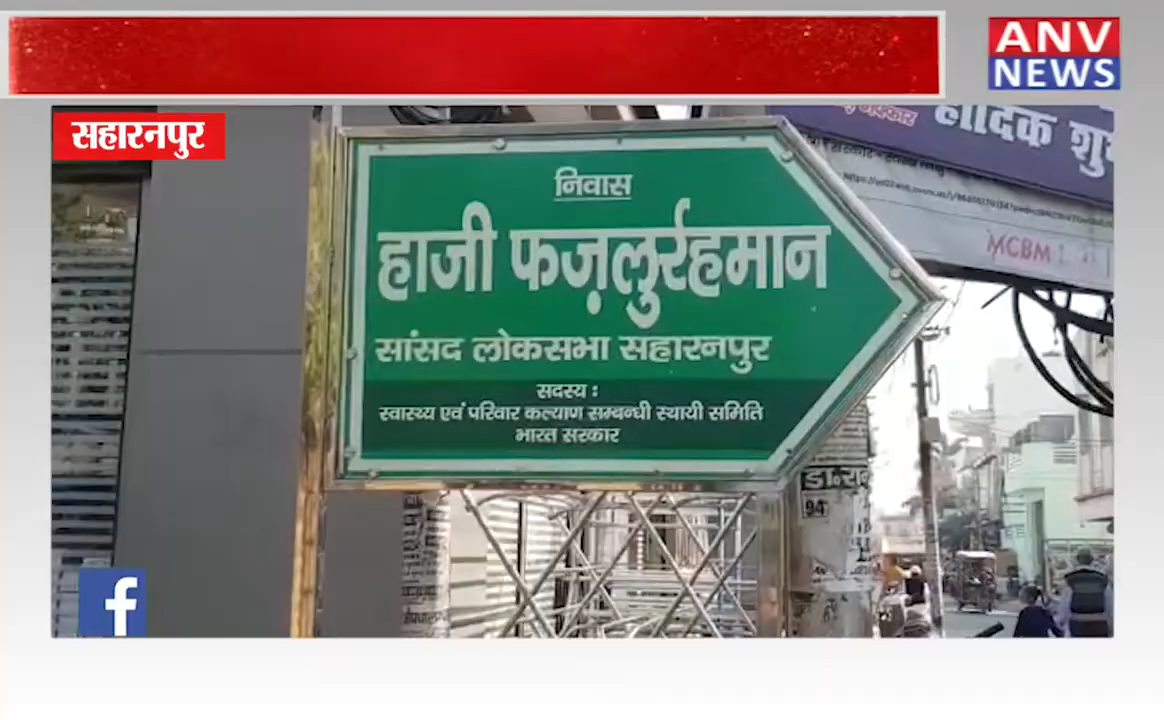 ANV
NEWS
सहारनपुर
निवास
हाजी फज़लुर्रहमान
सांसद लोकसभा सहारनपुर
सदस्य :
स्वास्थ्य एवं परिवार कल्याण सम्बन्धी स्थायी समिति
भारत सरकार
हार्दिक
MCBM
डा.
94
f